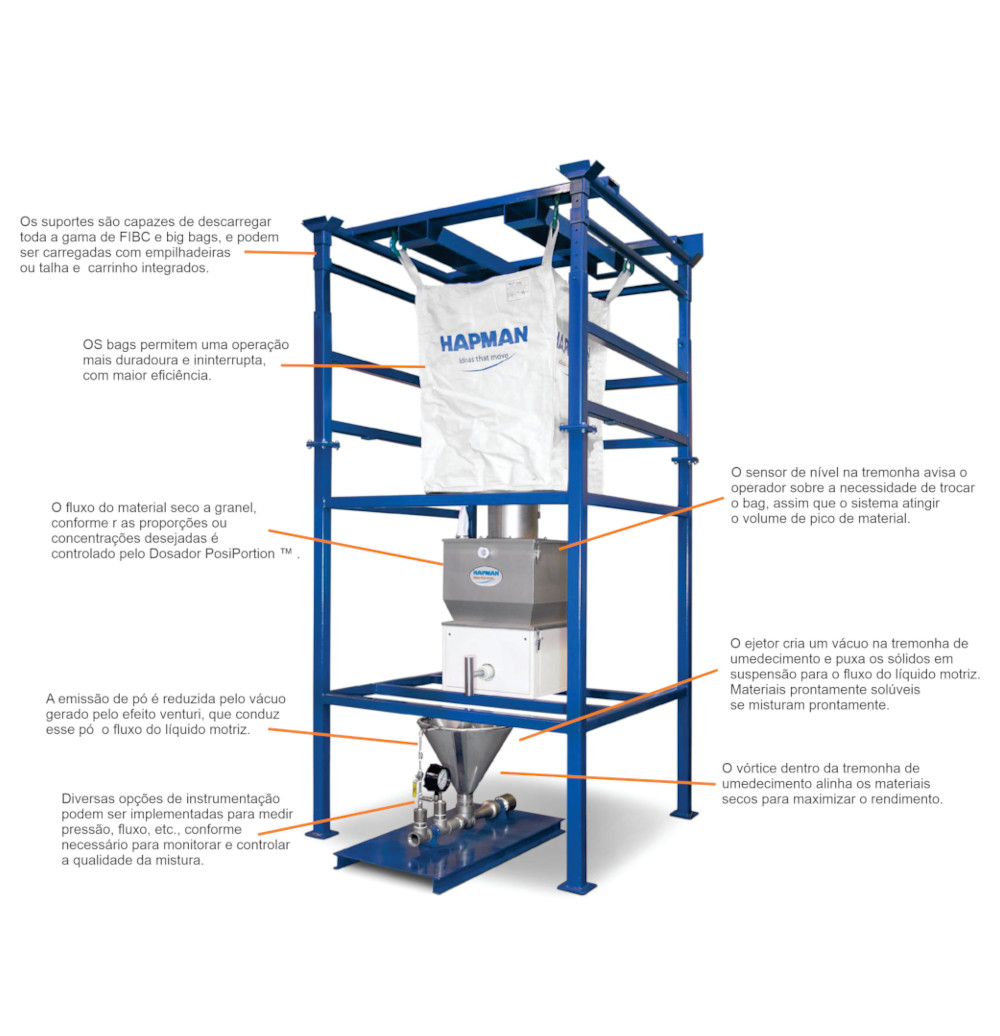 Os suportes são capazes de descarregar
toda a gama de FIBC e big bags, e podem
ser carregadas com empilhadeiras
ou talha e carrinho integrados.
OS bags permitem uma operação
mais duradoura e ininterrupta,
com maior eficiência.
HAPMAN
ideas that move
O sensor de nível na tremonha avisa o
operador sobre a necessidade de trocar
o bag, assim que o sistema atingir
o volume de pico de material.
O fluxo do material seco a granel,
conforme r as proporções ou
concentrações desejadas é
controlado pelo Dosador PosiPortion ™ .
HAPMAN
O ejetor cria um vácuo na tremonha de
umedecimento e puxa os sólidos em
suspensão para o fluxo do líquido motriz.
Materiais prontamente solúveis
se misturam prontamente.
A emissão de pó é reduzida pelo vácuo
gerado pelo efeito venturi, que conduz
esse pó o fluxo do líquido motriz.
O vórtice dentro da tremonha de
umedecimento alinha os materiais
secos para maximizar o rendimento.
Diversas opções de instrumentação
podem ser implementadas para medir
pressão, fluxo, etc., conforme
necessário para monitorar e controlar
a qualidade da mistura.